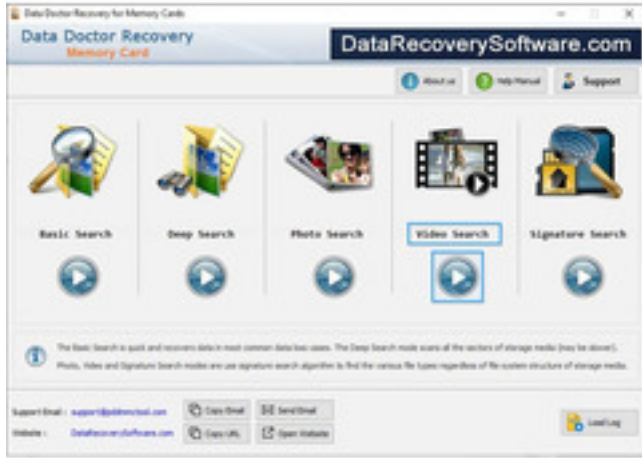 Data Doctor Recovery for Memory Cards
Data Doctor Recovery
Memory Card
DataRecoverySoftware.com
About us
Help Manual
Support
Basic Search
Deep Search
Photo Search
Video Search
Signature Search
The Basic Search is quick and recovers data in most common data loss cases. The Deep Search mode scans all the sectors of storage media (may be slower).
Photo, Video and Signature Search modes are use signature search algorithm to find the various file types regardless of file-system structure of storage media.
Support Email :
Copy Email
Send Email
Website :
DataRecoverySoftware.com
Copy URL
Open Website
Load Log